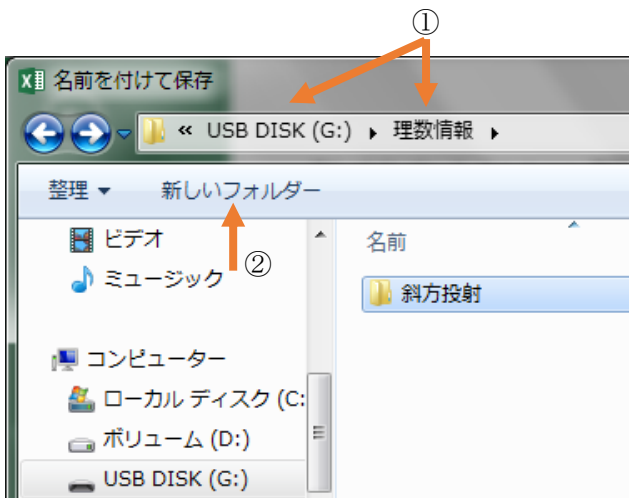 ①
名前を付けて保存
« USB DISK (G:) ▶ 理数情報 ▶
整理 ▼ 新しいフォルダー
②
ビデオ
ミュージック
コンピューター
ローカル ディスク (C:
ボリューム (D:)
USB DISK (G:)
名前
斜方投射